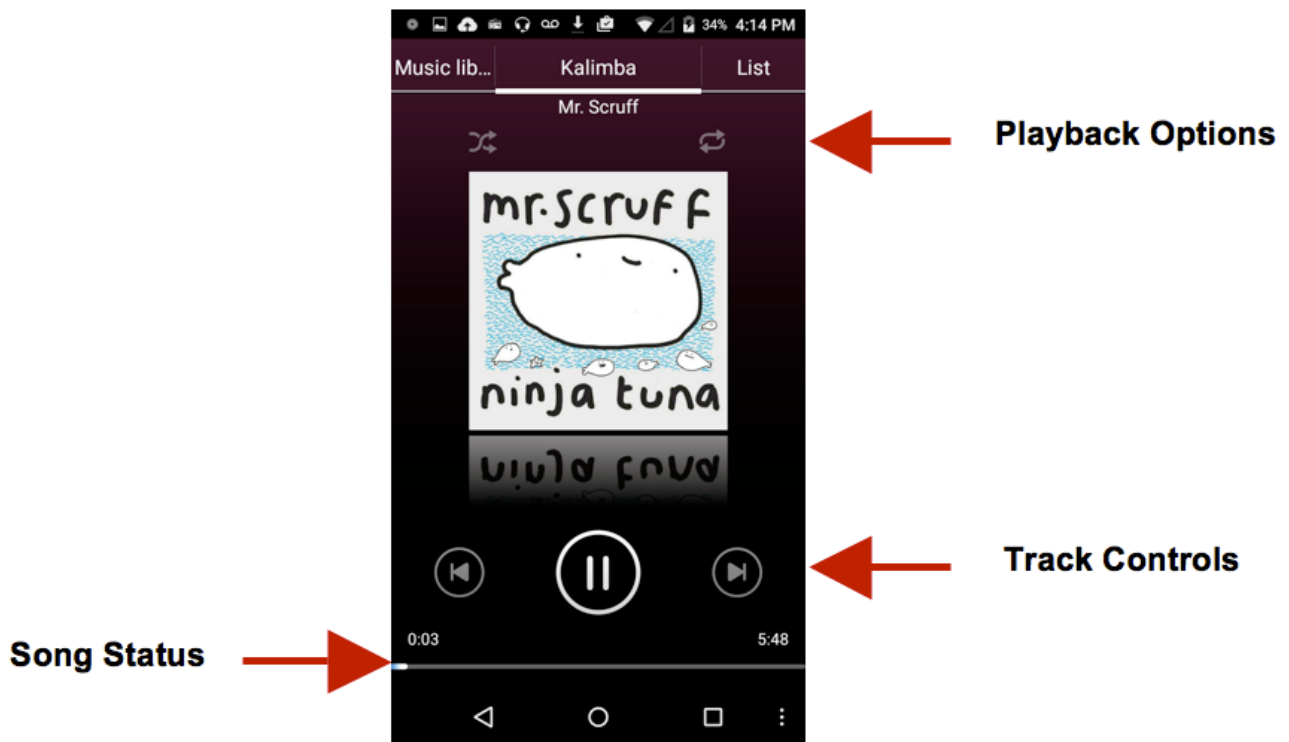 34% 4:14 PM
Music lib... Kalimba List
Mr. Scruff
Playback Options
mr.scruff
ninja tuna
Track Controls
0:03 5:48
Song Status